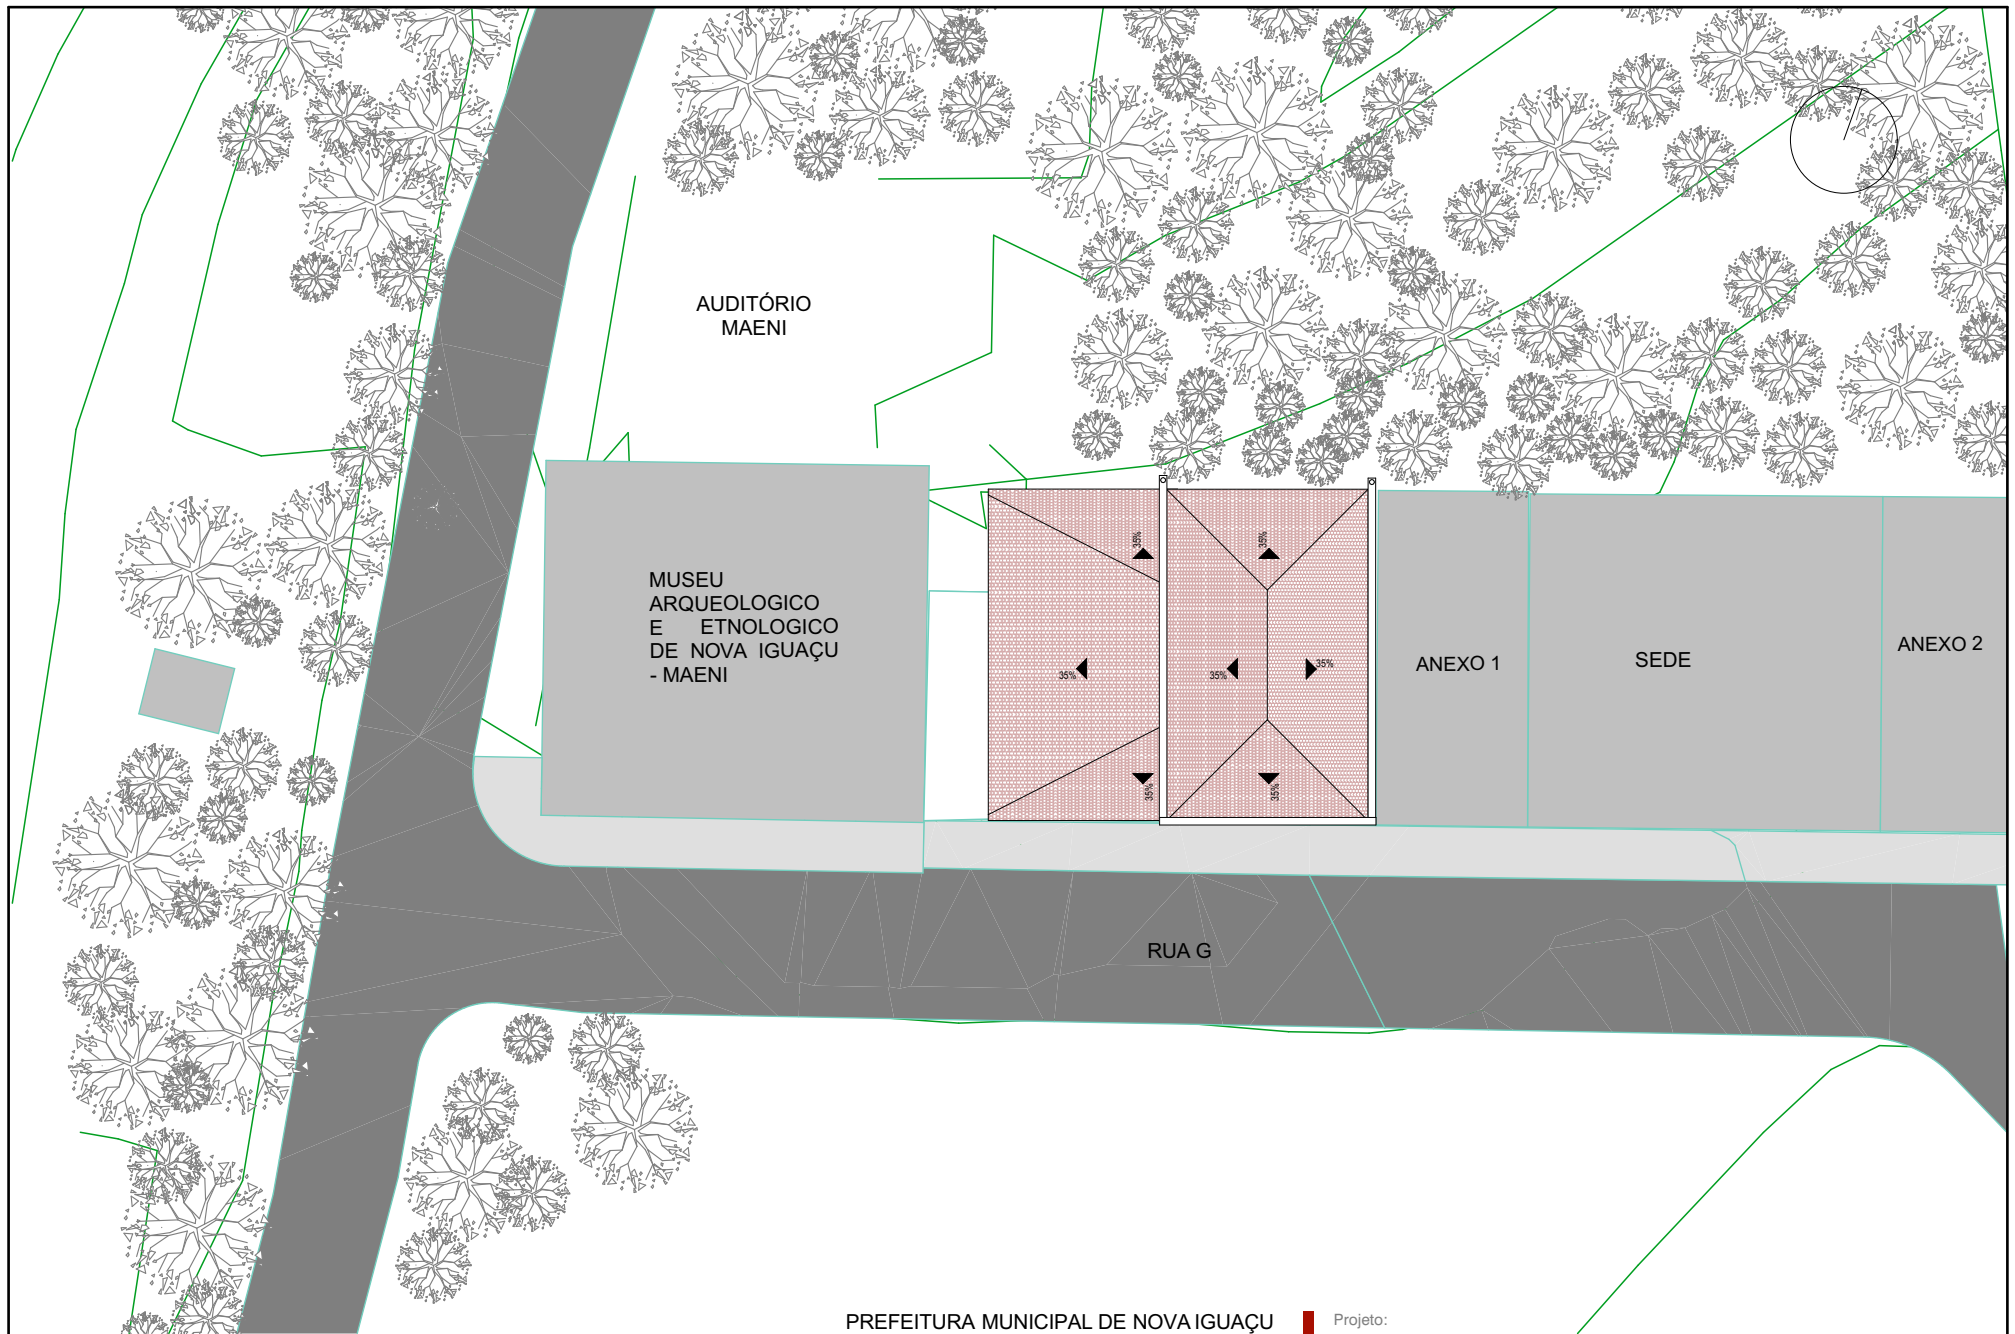 AUDITÓRIO
MAENI
MUSEU
ARQUEOLOGICO
E ETNOLOGICO
DE NOVA IGUAÇU
- MAENI
35%
35%
35%
35%
35%
35%
35%
ANEXO 1
SEDE
ANEXO 2
RUA G
PREFEITURA MUNICIPAL DE NOVA IGUAÇU
Projeto: